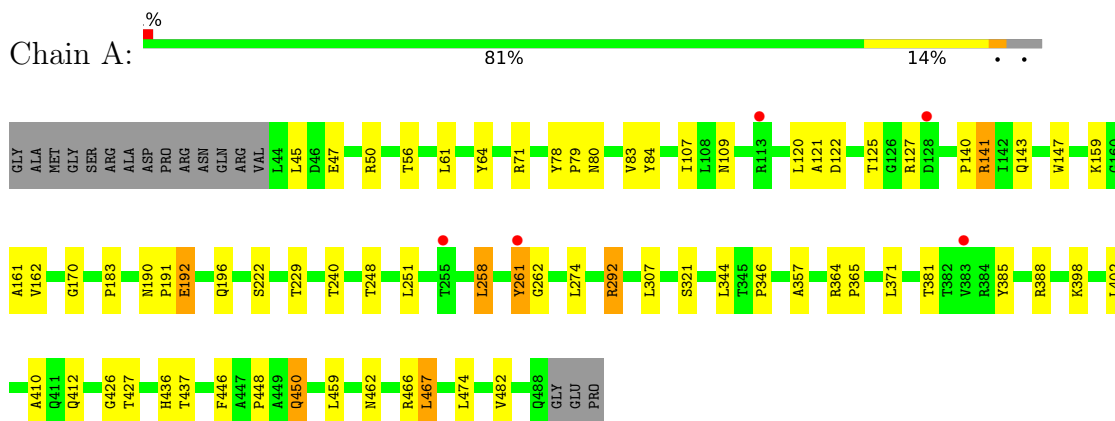 %
Chain A:
81% 14% . .
GLY ALA MET GLY SER ARG ALA ASP PRO ARG ASN GLN ARG VAL L44 L45 D46 E47 R50 T56 L61 Y64 R71 Y78 P79 N80 V83 Y84 I107 L108 N109 R113 L120 A121 D122 T125 G126 R127 D128 P140 R141 I142 Q143 W147 K159 G160
A161 V162 G170 P183 N190 P191 E192 Q196 S222 T229 T240 T248 L251 T255 L258 Y261 G262 L274 R292 L307 S321 L344 T345 P346 A357 R364 P365 L371 T381 T382 V383 R384 Y385 R388 K398
A410 Q411 Q412 G426 T427 H436 T437 F446 A447 P448 A449 Q450 L459 N462 R466 L467 L474 V482 Q488 GLY GLU PRO